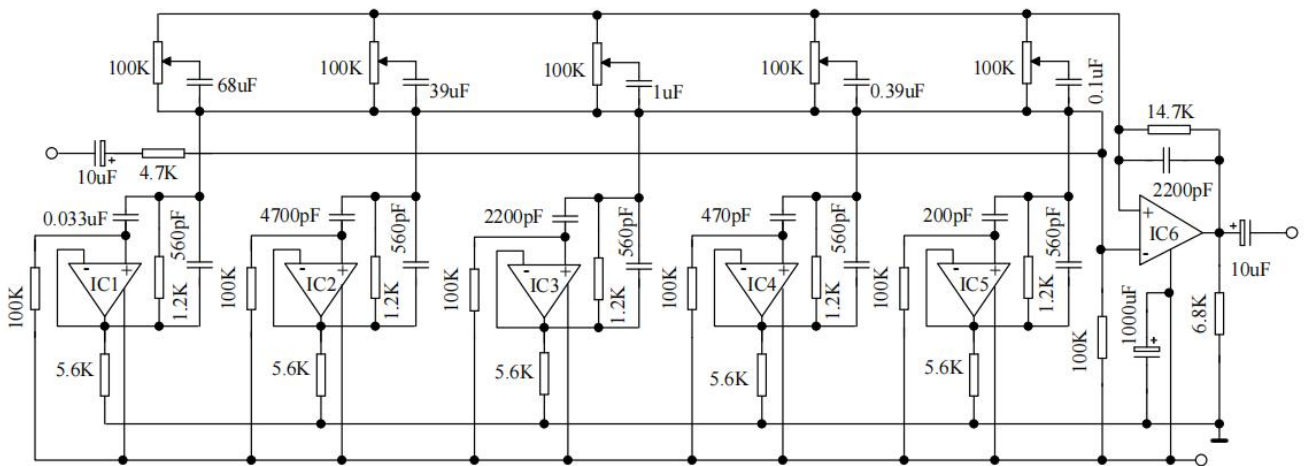 100K
68uF
100K
39uF
100K
1uF
100K
0.39uF
100K
0.1uF
14.7K
10uF
+
4.7K
2200pF
0.033uF
560pF
4700pF
560pF
2200pF
560pF
470pF
560pF
200pF
560pF
100K
-
+
IC1
1.2K
100K
-
+
IC2
1.2K
100K
-
+
IC3
1.2K
100K
-
+
IC4
1.2K
100K
-
+
IC5
1.2K
+
IC6
-
+
10uF
100K
1000uF
+
6.8K
5.6K
5.6K
5.6K
5.6K
5.6K